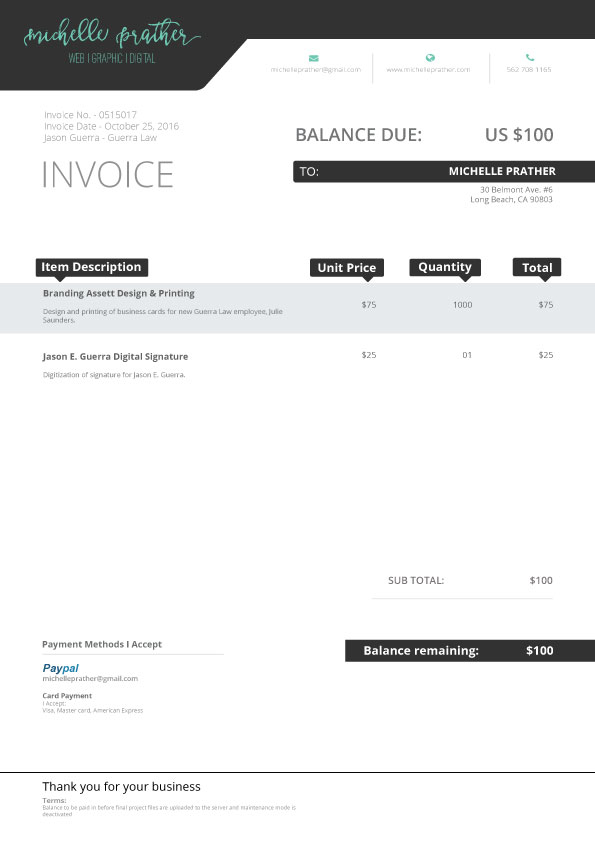 michelle prather
WEB | GRAPHIC | DIGITAL
michelleprather@gmail.com
www.michelleprather.com
562 708 1165
Invoice No. - 0515017
Invoice Date - October 25, 2016
Jason Guerra - Guerra Law
INVOICE
BALANCE DUE: US $100
TO: MICHELLE PRATHER
30 Belmont Ave. #6
Long Beach, CA 90803
Item Description Unit Price Quantity Total
Branding Assett Design & Printing
$75 1000 $75
Design and printing of business cards for new Guerra Law employee, Julie
Saunders.
Jason E. Guerra Digital Signature $25 01 $25
Digitization of signature for Jason E. Guerra.
SUB TOTAL: $100
Payment Methods I Accept
Balance remaining: $100
Paypal
michelleprather@gmail.com
Card Payment
I Accept:
Visa, Master card, American Express
Thank you for your business
Terms:
Balance to be paid in before final project files are uploaded to the server and maintenance mode is
deactivated